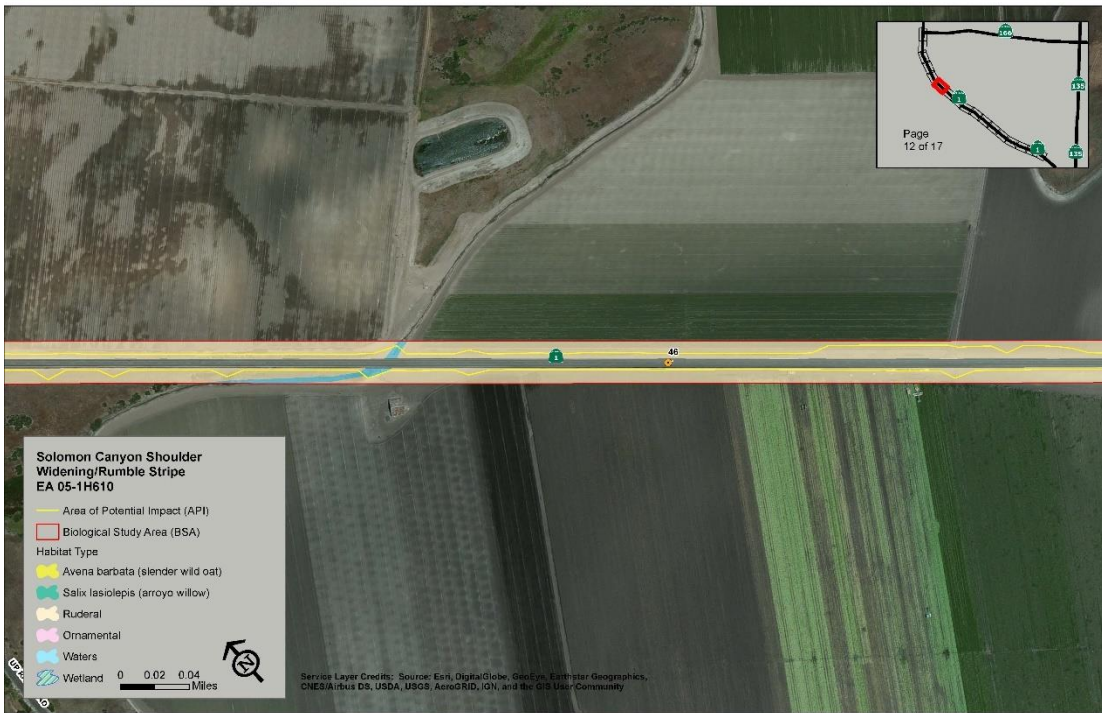 166
135
1
Page
12 of 17
1
135
46
1
Solomon Canyon Shoulder
Widening/Rumble Stripe
EA 05-1H610
Area of Potential Impact (API)
Biological Study Area (BSA)
Habitat Type
Avena barbata (slender wild oat)
Salix lasiolepis (arroyo willow)
Ruderal
Ornamental
Waters
Wetland
0 0.02 0.04
Miles
N
Service Layer Credits: Source: Esri, DigitalGlobe, GeoEye, Earthstar Geographics,
CNES/Airbus DS, USDA, USGS, AeroGRID, IGN, and the GIS User Community